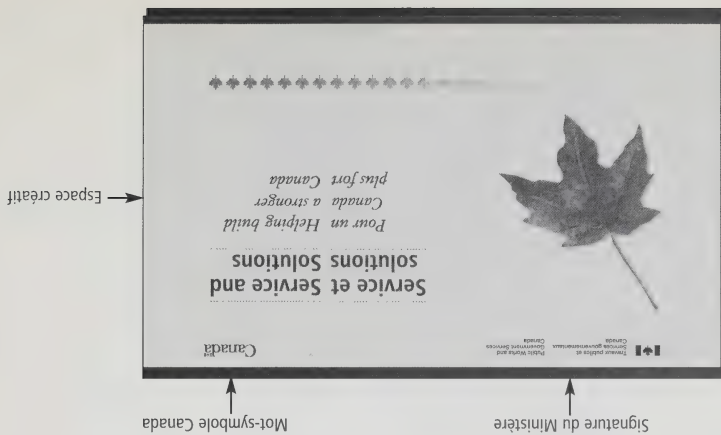 Signature du Ministère
Mot-symbole Canada
Travaux publics et
Services gouvernementaux
Canada
Public Works and
Government Services
Canada
Canada
Service et
solutions
Service and
Solutions
Pour un
Canada
plus fort
Helping build
a stronger
Canada
Espace créatif